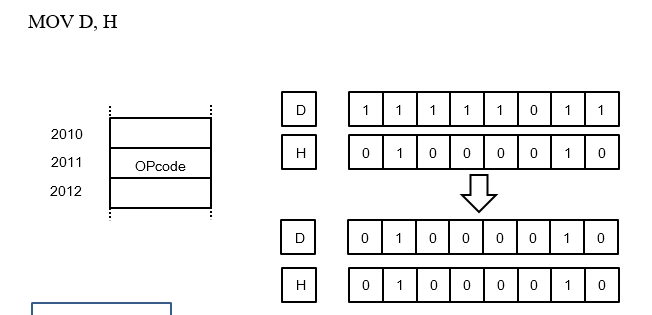 MOV D, H
D 1 1 1 1 1 0 1 1
2010
H 0 1 0 0 0 0 1 0
2011 OPcode
2012
D 0 1 0 0 0 0 1 0
H 0 1 0 0 0 0 1 0